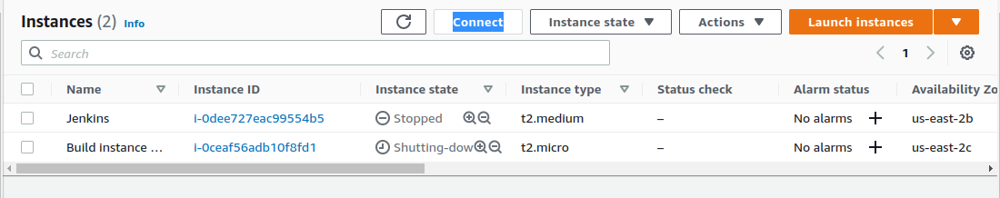 Instances (2) Info Connect Instance state Actions Launch instances
Search 1
Name Instance ID Instance state Instance type Status check Alarm status Availability Zo
Jenkins i-0dee727eac99554b5 Stopped t2.medium – No alarms + us-east-2b
Build instance ... i-0ceaf56adb10f8fd1 Shutting-dow t2.micro – No alarms + us-east-2c